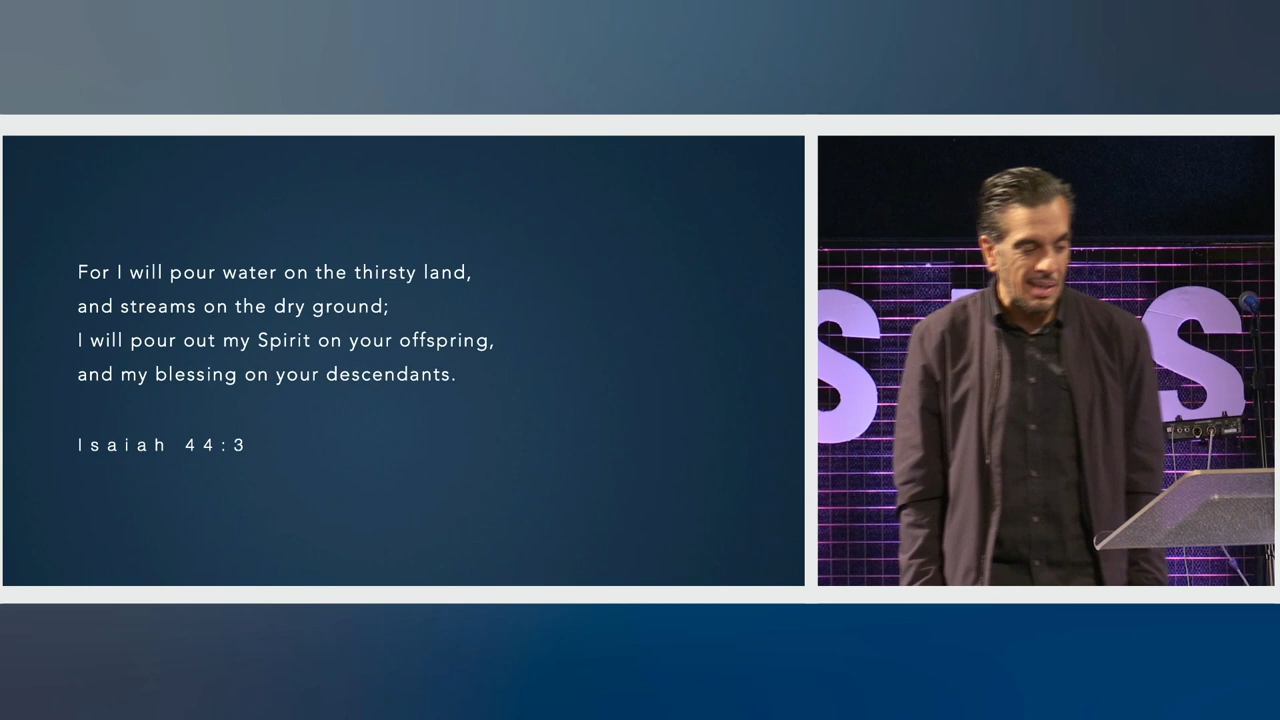 For I will pour water on the thirsty land,
and streams on the dry ground;
I will pour out my Spirit on your offspring,
and my blessing on your descendants.
Isaiah 44:3
S
S